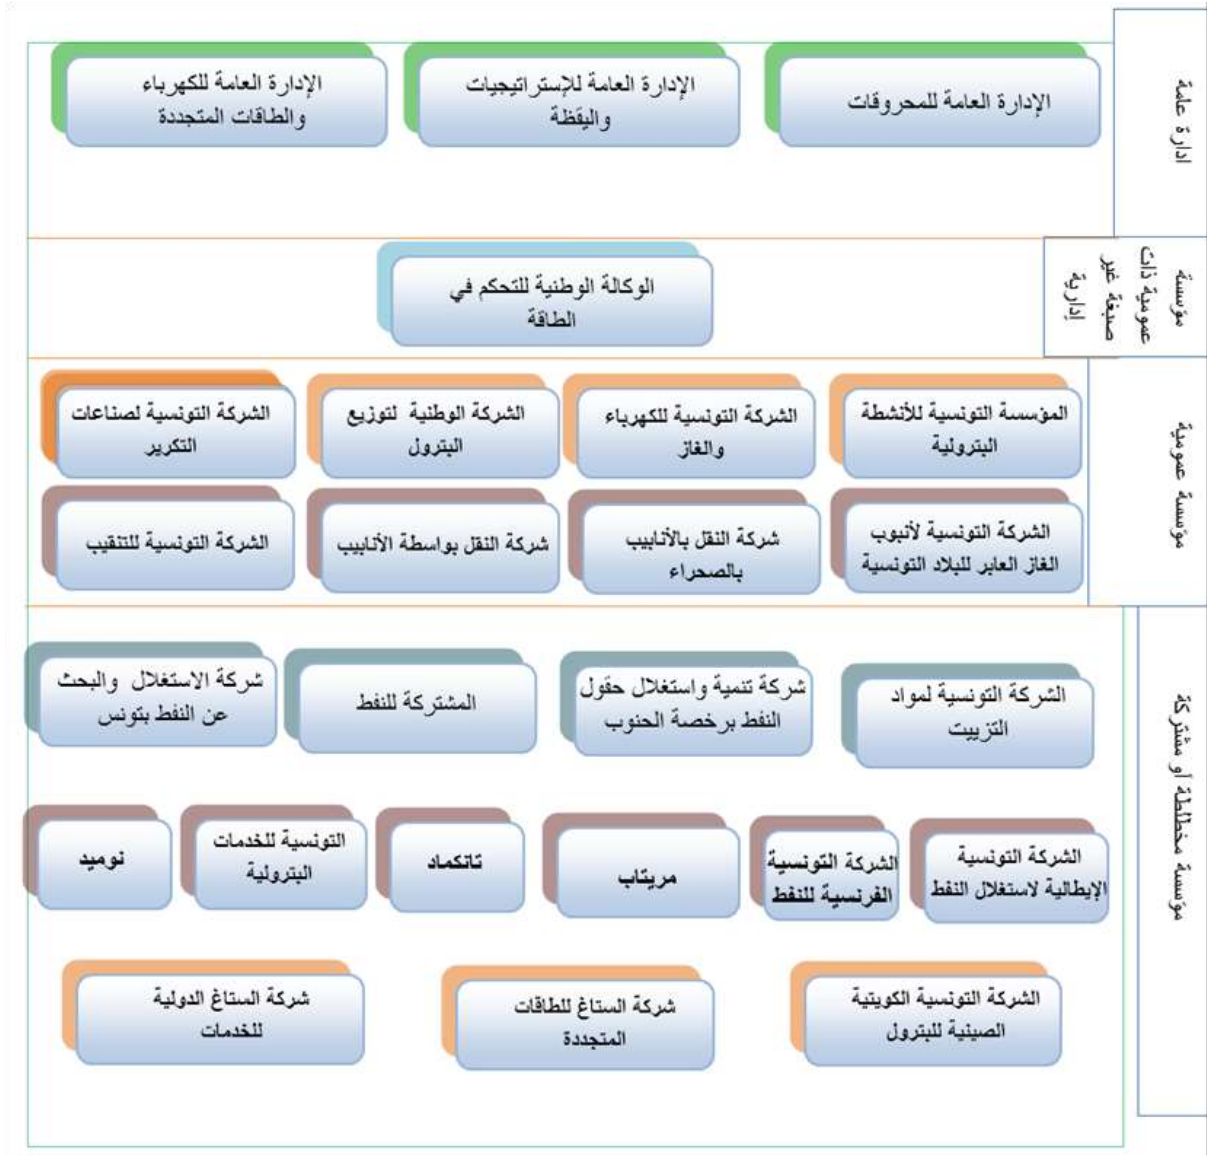 ادارة عامة
الإدارة العامة للمحروقات
الإدارة العامة للإستراتيجيات
واليقظة
الإدارة العامة للكهرباء
والطاقات المتجددة
مؤسسة
عمومية ذات
صبغة غير
إدارية
الوكالة الوطنية للتحكم في
الطاقة
مؤسسة عمومية
المؤسسة التونسية للأنشطة
البترولية
الشركة التونسية للكهرباء
والغاز
الشركة الوطنية لتوزيع
البترول
الشركة التونسية لصناعات
التكرير
الشركة التونسية لأنبوب
الغاز العابر للبلاد التونسية
شركة النقل بالأنابيب
بالصحراء
شركة النقل بواسطة الأنابيب
الشركة التونسية للتنقيب
مؤسسة مخطلطة أو مشتركة
الشركة التونسية لمواد
التزييت
شركة تنمية واستغلال حقول
النفط برخصة الحنوب
المشتركة للنفط
شركة الاستغلال والبحث
عن النفط بتونس
الشركة التونسية
الإيطالية لاستغلال النفط
الشركة التونسية
الفرنسية للنفط
مريتاب
تانكماد
التونسية للخدمات
البترولية
نوميد
الشركة التونسية الكويتية
الصينية للبترول
شركة الستاغ للطاقات
المتجددة
شركة الستاغ الدولية
للخدمات